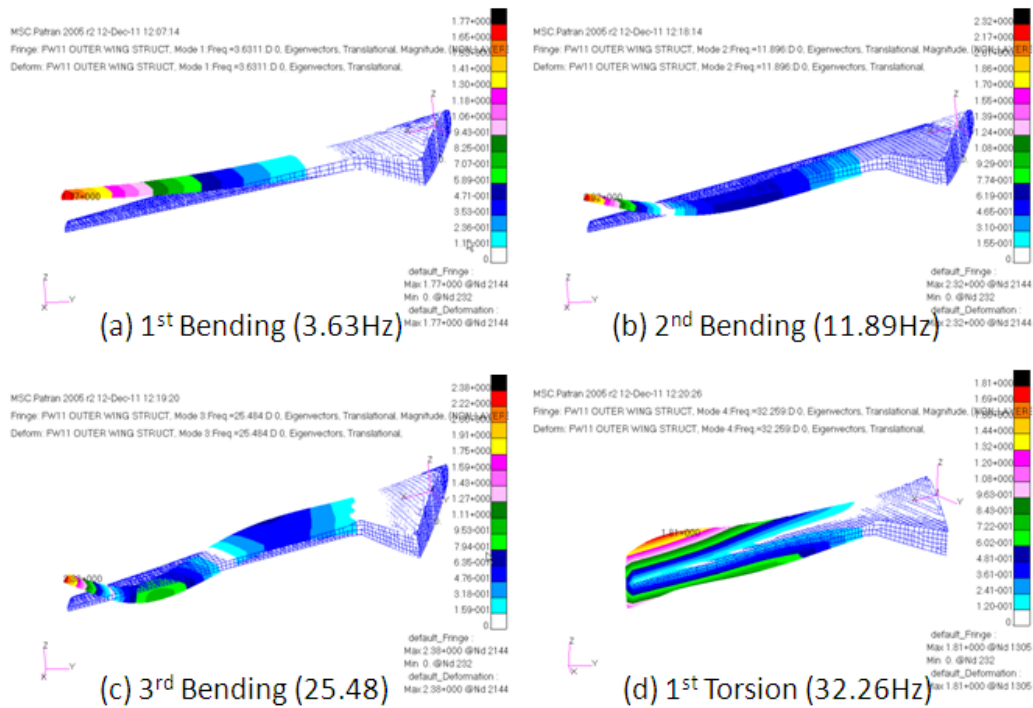 MSC.Patran 2005 r2 12-Dec-11 12:07:14
Fringe: FW11 OUTER WING STRUCT, Mode 1:Freq.=3.6311:D 0, Eigenvectors, Translational, Magnitude, (NON-LAYERE
Deform: FW11 OUTER WING STRUCT, Mode 1:Freq.=3.6311:D 0, Eigenvectors, Translational,
1.77+000
1.65+000
1.41+000
1.30+000
1.18+000
1.06+000
9.43-001
8.25-001
7.07-001
5.89-001
4.71-001
3.53-001
2.36-001
0
Z
Z
Y
X
default_Fringe :
Max 1.77+000 @Nd 2144
Min 0. @Nd 232
default_Deformation :
Max 1.77+000 @Nd 2144
(a) 1st Bending (3.63Hz)
MSC.Patran 2005 r2 12-Dec-11 12:18:14
Fringe: FW11 OUTER WING STRUCT, Mode 2:Freq.=11.896:D 0, Eigenvectors, Translational, Magnitude, (NON-LAYERE
Deform: FW11 OUTER WING STRUCT, Mode 2:Freq.=11.896:D 0, Eigenvectors, Translational,
2.32+000
2.17+000
1.86+000
1.70+000
1.55+000
1.39+000
1.24+000
1.08+000
9.29-001
7.74-001
6.19-001
4.65-001
3.10-001
1.55-001
0
Z
Z
Y
X
default_Fringe :
Max 2.32+000 @Nd 2144
Min 0. @Nd 232
default_Deformation :
Max 2.32+000 @Nd 2144
(b) 2nd Bending (11.89Hz)
MSC.Patran 2005 r2 12-Dec-11 12:19:20
Fringe: FW11 OUTER WING STRUCT, Mode 3:Freq.=25.484:D 0, Eigenvectors, Translational, Magnitude, (NON-LAYERE
Deform: FW11 OUTER WING STRUCT, Mode 3:Freq.=25.484:D 0, Eigenvectors, Translational,
2.38+000
2.22+000
1.91+000
1.75+000
1.59+000
1.43+000
1.27+000
1.11+000
9.53-001
7.94-001
6.35-001
4.76-001
3.18-001
1.59-001
0
Z
X
Y
Z
Y
X
default_Fringe :
Max 2.38+000 @Nd 2144
Min 0. @Nd 232
default_Deformation :
Max 2.38+000 @Nd 2144
(c) 3rd Bending (25.48)
MSC.Patran 2005 r2 12-Dec-11 12:20:26
Fringe: FW11 OUTER WING STRUCT, Mode 4:Freq.=32.259:D 0, Eigenvectors, Translational, Magnitude, (NON-LAYERE
Deform: FW11 OUTER WING STRUCT, Mode 4:Freq.=32.259:D 0, Eigenvectors, Translational,
1.81+000
1.69+000
1.44+000
1.32+000
1.20+000
1.08+000
9.63-001
8.43-001
7.22-001
6.02-001
4.81-001
3.61-001
2.41-001
1.20-001
0
Z
X
Y
1.81+000
Z
Y
X
default_Fringe :
Max 1.81+000 @Nd 1305
Min 0. @Nd 232
default_Deformation :
Max 1.81+000 @Nd 1305
(d) 1st Torsion (32.26Hz)